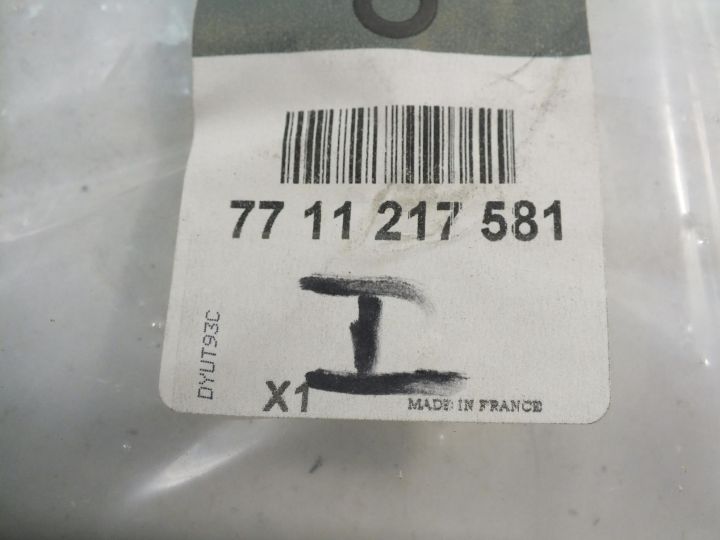 77 11 217 581
I
DYUT93C
X1
MADE IN FRANCE